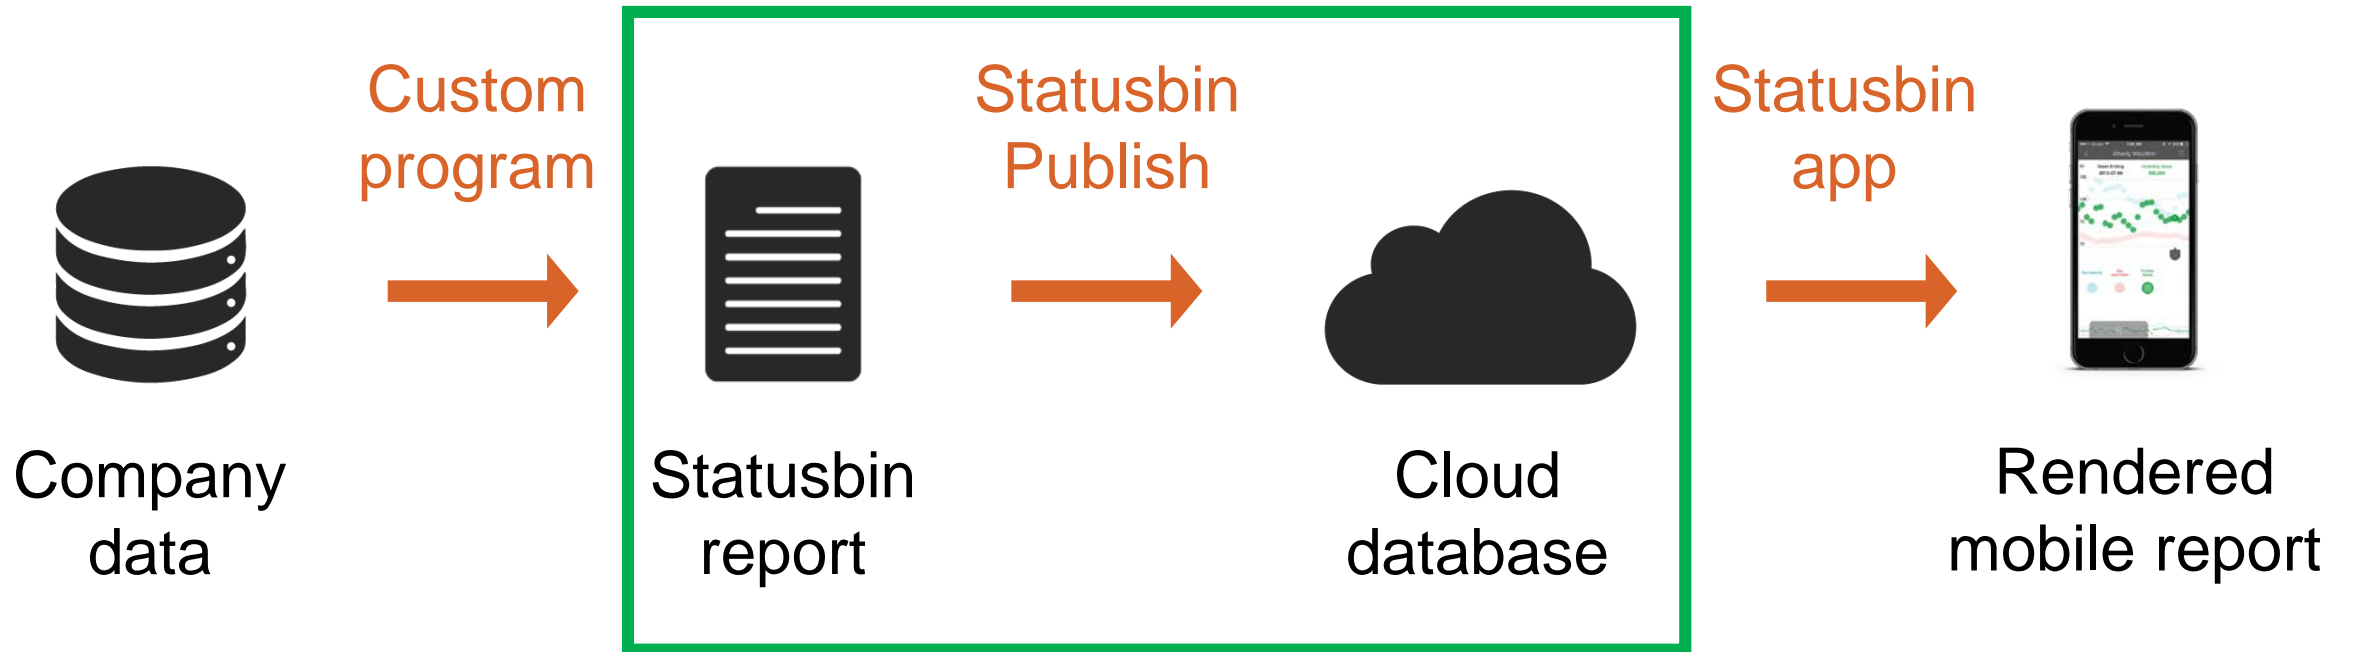 Custom
program
Statusbin
Publish
Statusbin
app
Company
data
Statusbin
report
Cloud
database
Rendered
mobile report